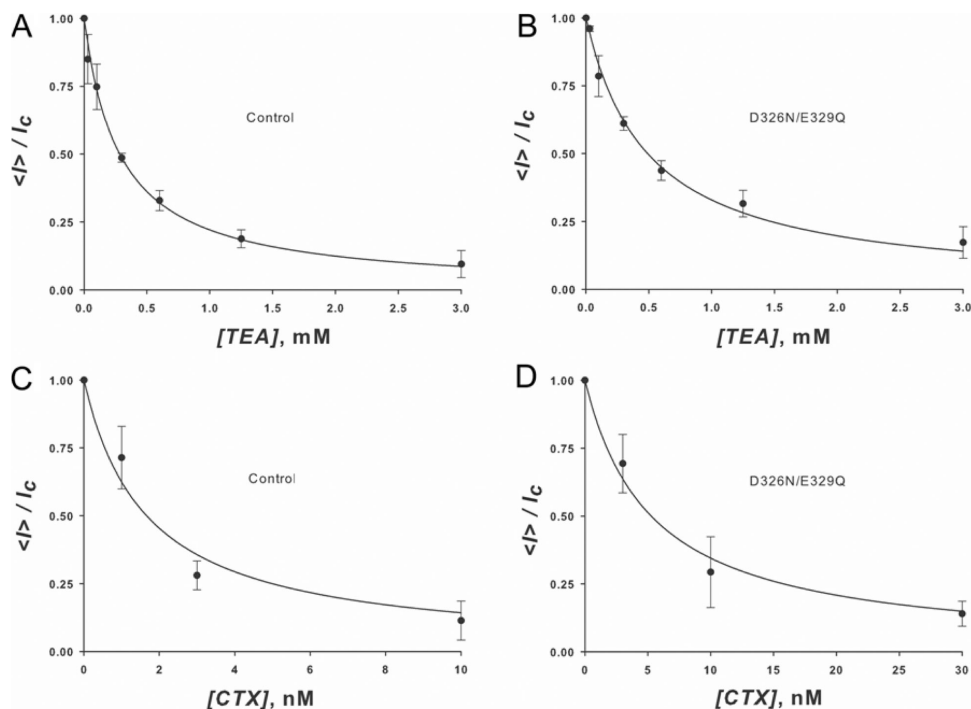 A
1.00
0.75
0.50
0.25
0.00
<I> / Ic
Control
0.0 0.5 1.0 1.5 2.0 2.5 3.0
[TEA], mM
B
1.00
0.75
0.50
0.25
0.00
<I> / Ic
D326N/E329Q
0.0 0.5 1.0 1.5 2.0 2.5 3.0
[TEA], mM
C
1.00
0.75
0.50
0.25
0.00
<I> / Ic
Control
0 2 4 6 8 10
[CTX], nM
D
1.00
0.75
0.50
0.25
0.00
<I> / Ic
D326N/E329Q
0 5 10 15 20 25 30
[CTX], nM